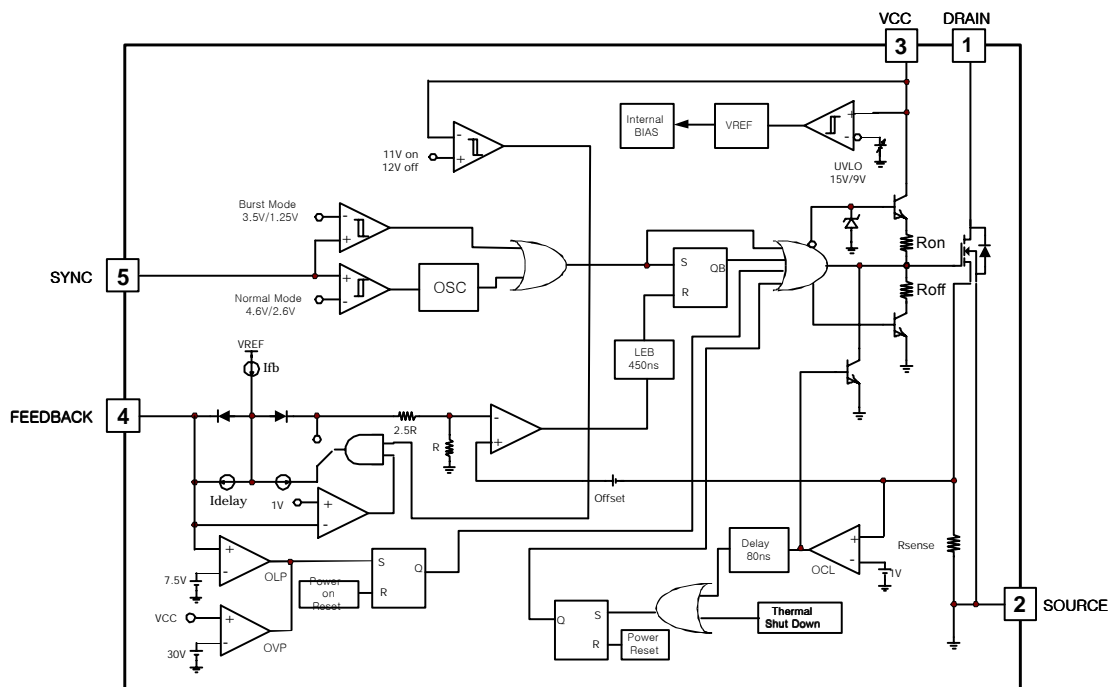 VCC DRAIN
3 1
Internal
BIAS
VREF
+
-
UVLO
15V/9V
-
+
11V on
12V off
Burst Mode
3.5V/1.25V
-
+
SYNC
5
+
-
Normal Mode
4.6V/2.6V
OSC
S
QB
R
Ron
Roff
LEB
450ns
VREF
Ifb
FEEDBACK
4
2.5R
R
-
+
Idelay
1V
+
-
Offset
Rsense
7.5V
+
-
OLP
Power
on
Reset
S
Q
R
VCC
+
-
30V
OVP
Delay
80ns
+
-
OCL
1V
Q
S
R
Power
Reset
Thermal
Shut Down
2
SOURCE